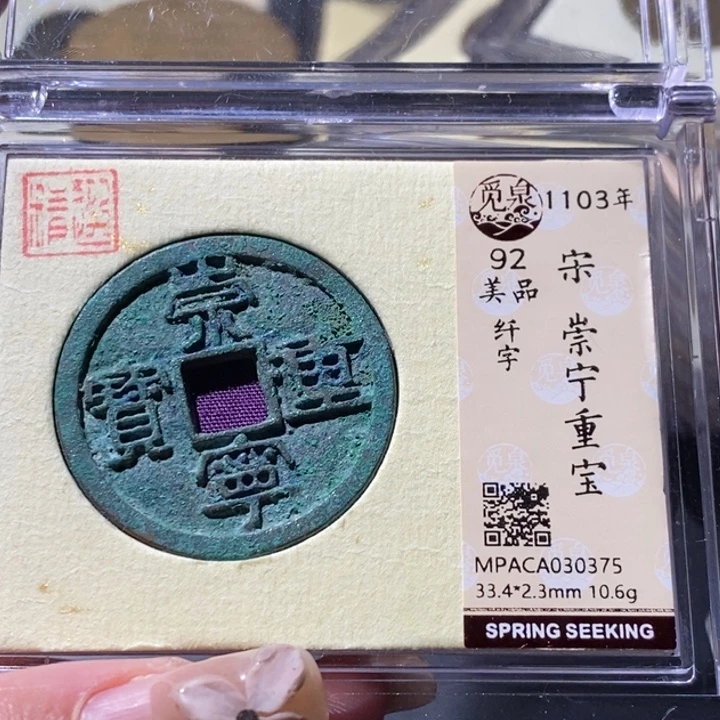 崇
重
寶
寧
觅泉
1103年
92
美品
纤字
宋 崇宁重宝
MPACA030375
33.4*2.3mm 10.6g
SPRING SEEKING